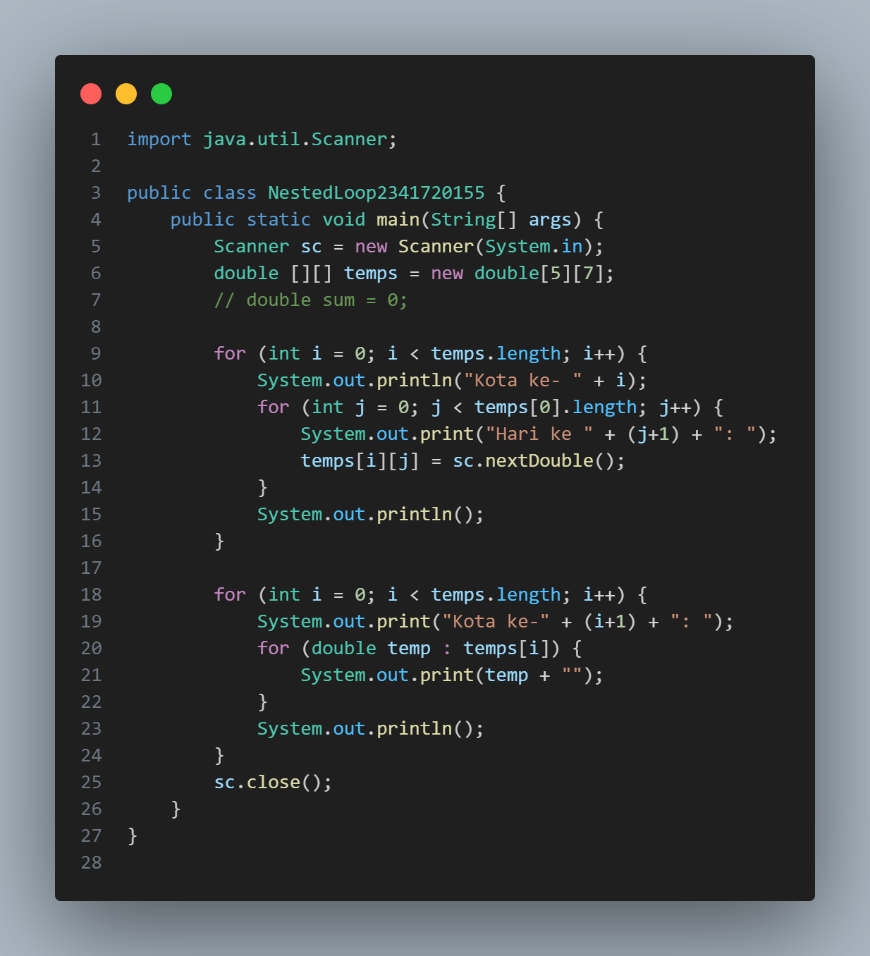 1 import java.util.Scanner;
2
3 public class NestedLoop2341720155 {
4     public static void main(String[] args) {
5         Scanner sc = new Scanner(System.in);
6         double [][] temps = new double[5][7];
7         // double sum = 0;
8
9         for (int i = 0; i < temps.length; i++) {
10             System.out.println("Kota ke- " + i);
11             for (int j = 0; j < temps[0].length; j++) {
12                 System.out.print("Hari ke " + (j+1) + ": ");
13                 temps[i][j] = sc.nextDouble();
14             }
15             System.out.println();
16         }
17
18         for (int i = 0; i < temps.length; i++) {
19             System.out.print("Kota ke-" + (i+1) + ": ");
20             for (double temp : temps[i]) {
21                 System.out.print(temp + "");
22             }
23             System.out.println();
24         }
25         sc.close();
26     }
27 }
28